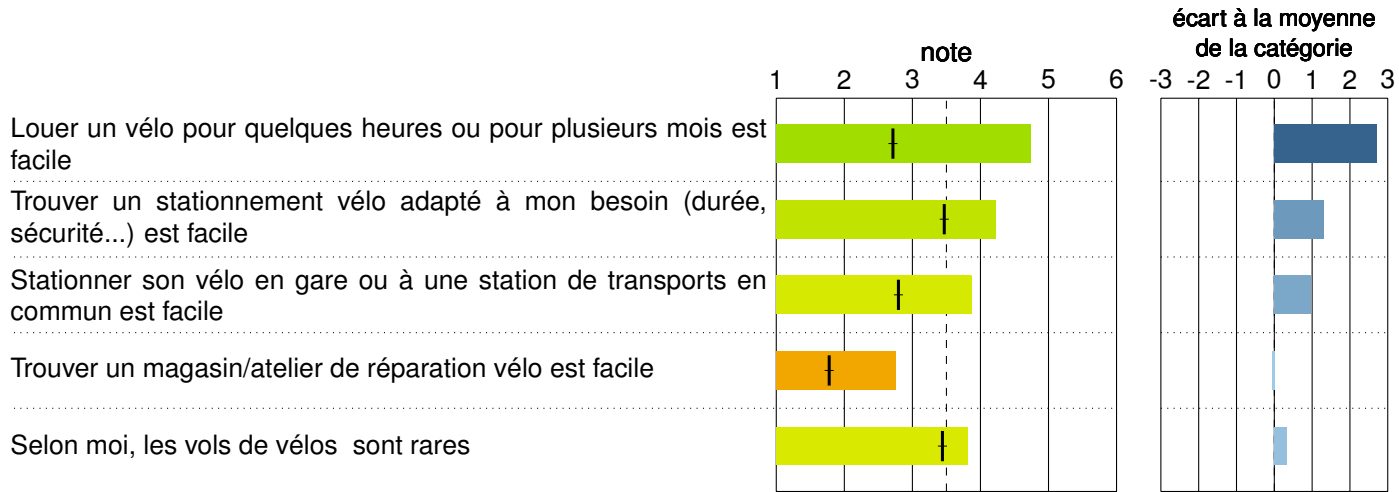 écart à la moyenne
note
de la catégorie
1 2 3 4 5 6 -3 -2 -1 0 1 2 3
Louer un vélo pour quelques heures ou pour plusieurs mois est
facile
Trouver un stationnement vélo adapté à mon besoin (durée,
sécurité...) est facile
Stationner son vélo en gare ou à une station de transports en
commun est facile
Trouver un magasin/atelier de réparation vélo est facile
Selon moi, les vols de vélos sont rares